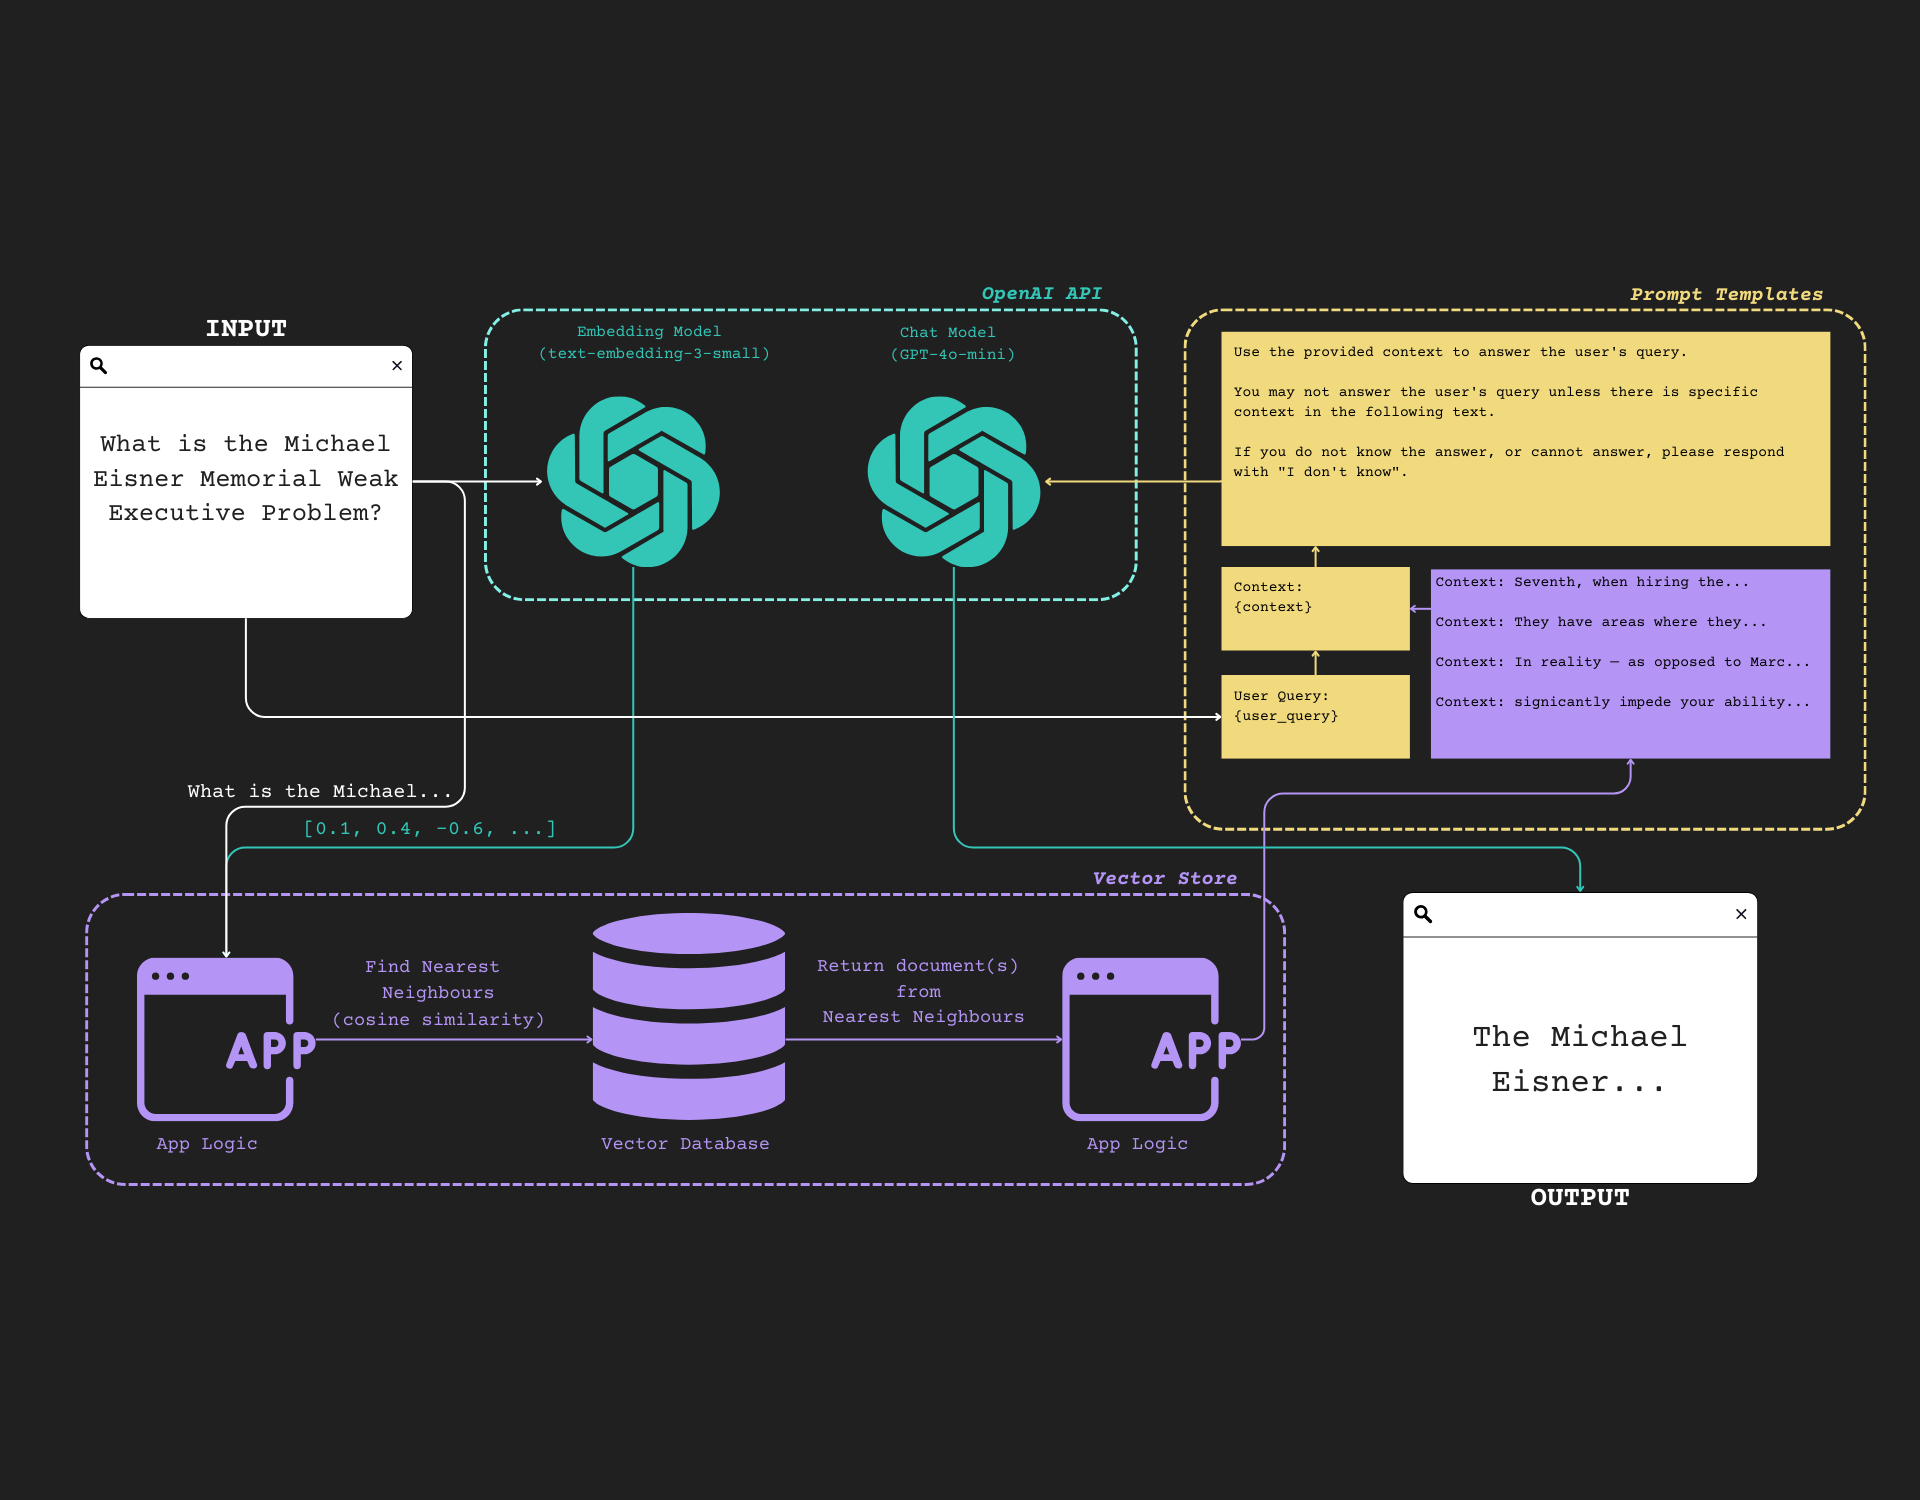 INPUT
What is the Michael
Eisner Memorial Weak
Executive Problem?
OpenAI API
Embedding Model
(text-embedding-3-small)
Chat Model
(GPT-4o-mini)
Prompt Templates
Use the provided context to answer the user's query.
You may not answer the user's query unless there is specific
context in the following text.
If you do not know the answer, or cannot answer, please respond
with "I don't know".
Context:
{context}
User Query:
{user_query}
Context: Seventh, when hiring the...
Context: They have areas where they...
Context: In reality — as opposed to Marc...
Context: signicantly impede your ability...
What is the Michael...
[0.1, 0.4, -0.6, ...]
Vector Store
APP
App Logic
Find Nearest
Neighbours
(cosine similarity)
Vector Database
Return document(s)
from
Nearest Neighbours
APP
App Logic
The Michael
Eisner...
OUTPUT